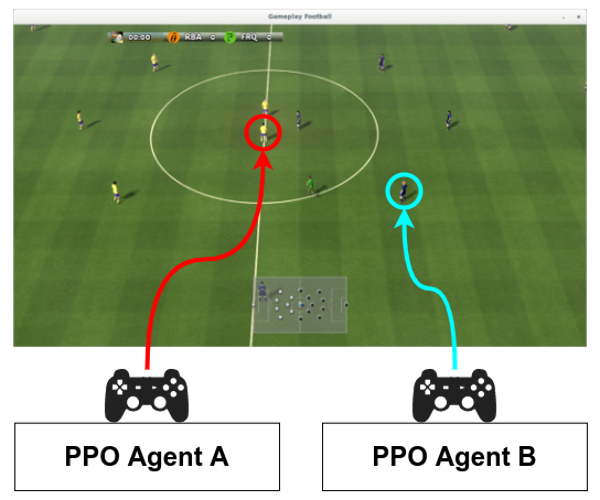 Gameplay Football
00:00 RBA 0 ? FRQ 0
PPO Agent A
PPO Agent B